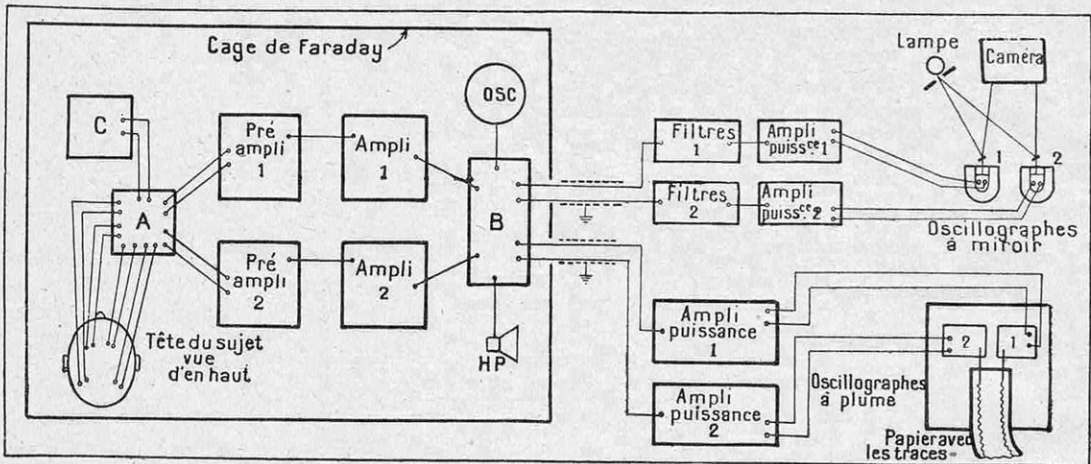 Cage de Faraday
OSC
C
Pré
ampli
1
Ampli
1
A
B
Pré
ampli
2
Ampli
2
Tête du sujet
vue
d'en haut
HP
Lampe
Caméra
Filtres
1
Ampli
puiss.ce 1
1
2
Filtres
2
Ampli
puiss.ce 2
Oscillographes
à miroir
Ampli
puissance
1
Ampli
puissance
2
2
1
Oscillographes
à plume
Papier avec
les traces